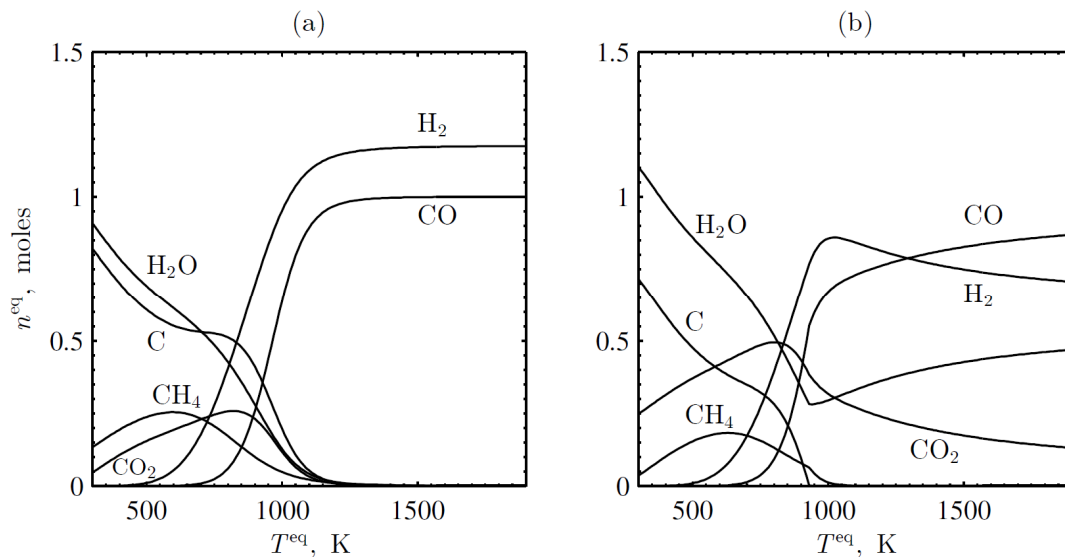 (a)
1.5
1
0.5
0
n^eq, moles
500
1000
1500
T^eq, K
H₂
CO
H₂O
C
CH₄
CO₂
(b)
1.5
1
0.5
0
500
1000
1500
T^eq, K
H₂O
CO
H₂
C
CH₄
CO₂